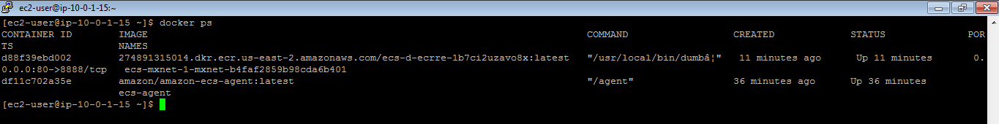 ec2-user@ip-10-0-1-15:~
[ec2-user@ip-10-0-1-15 ~]$ docker ps
CONTAINER ID IMAGE COMMAND CREATED STATUS POR
TS NAMES
d88f39ebd002 274891315014.dkr.ecr.us-east-2.amazonaws.com/ecs-d-ecrre-1b7ci2uzavo8x:latest "/usr/local/bin/dumbâ¦" 11 minutes ago Up 11 minutes 0.
0.0.0:80->8888/tcp ecs-mxnet-1-mxnet-b4faf2859b98cda6b401
df11c702a35e amazon/amazon-ecs-agent:latest "/agent" 36 minutes ago Up 36 minutes
ecs-agent
[ec2-user@ip-10-0-1-15 ~]$